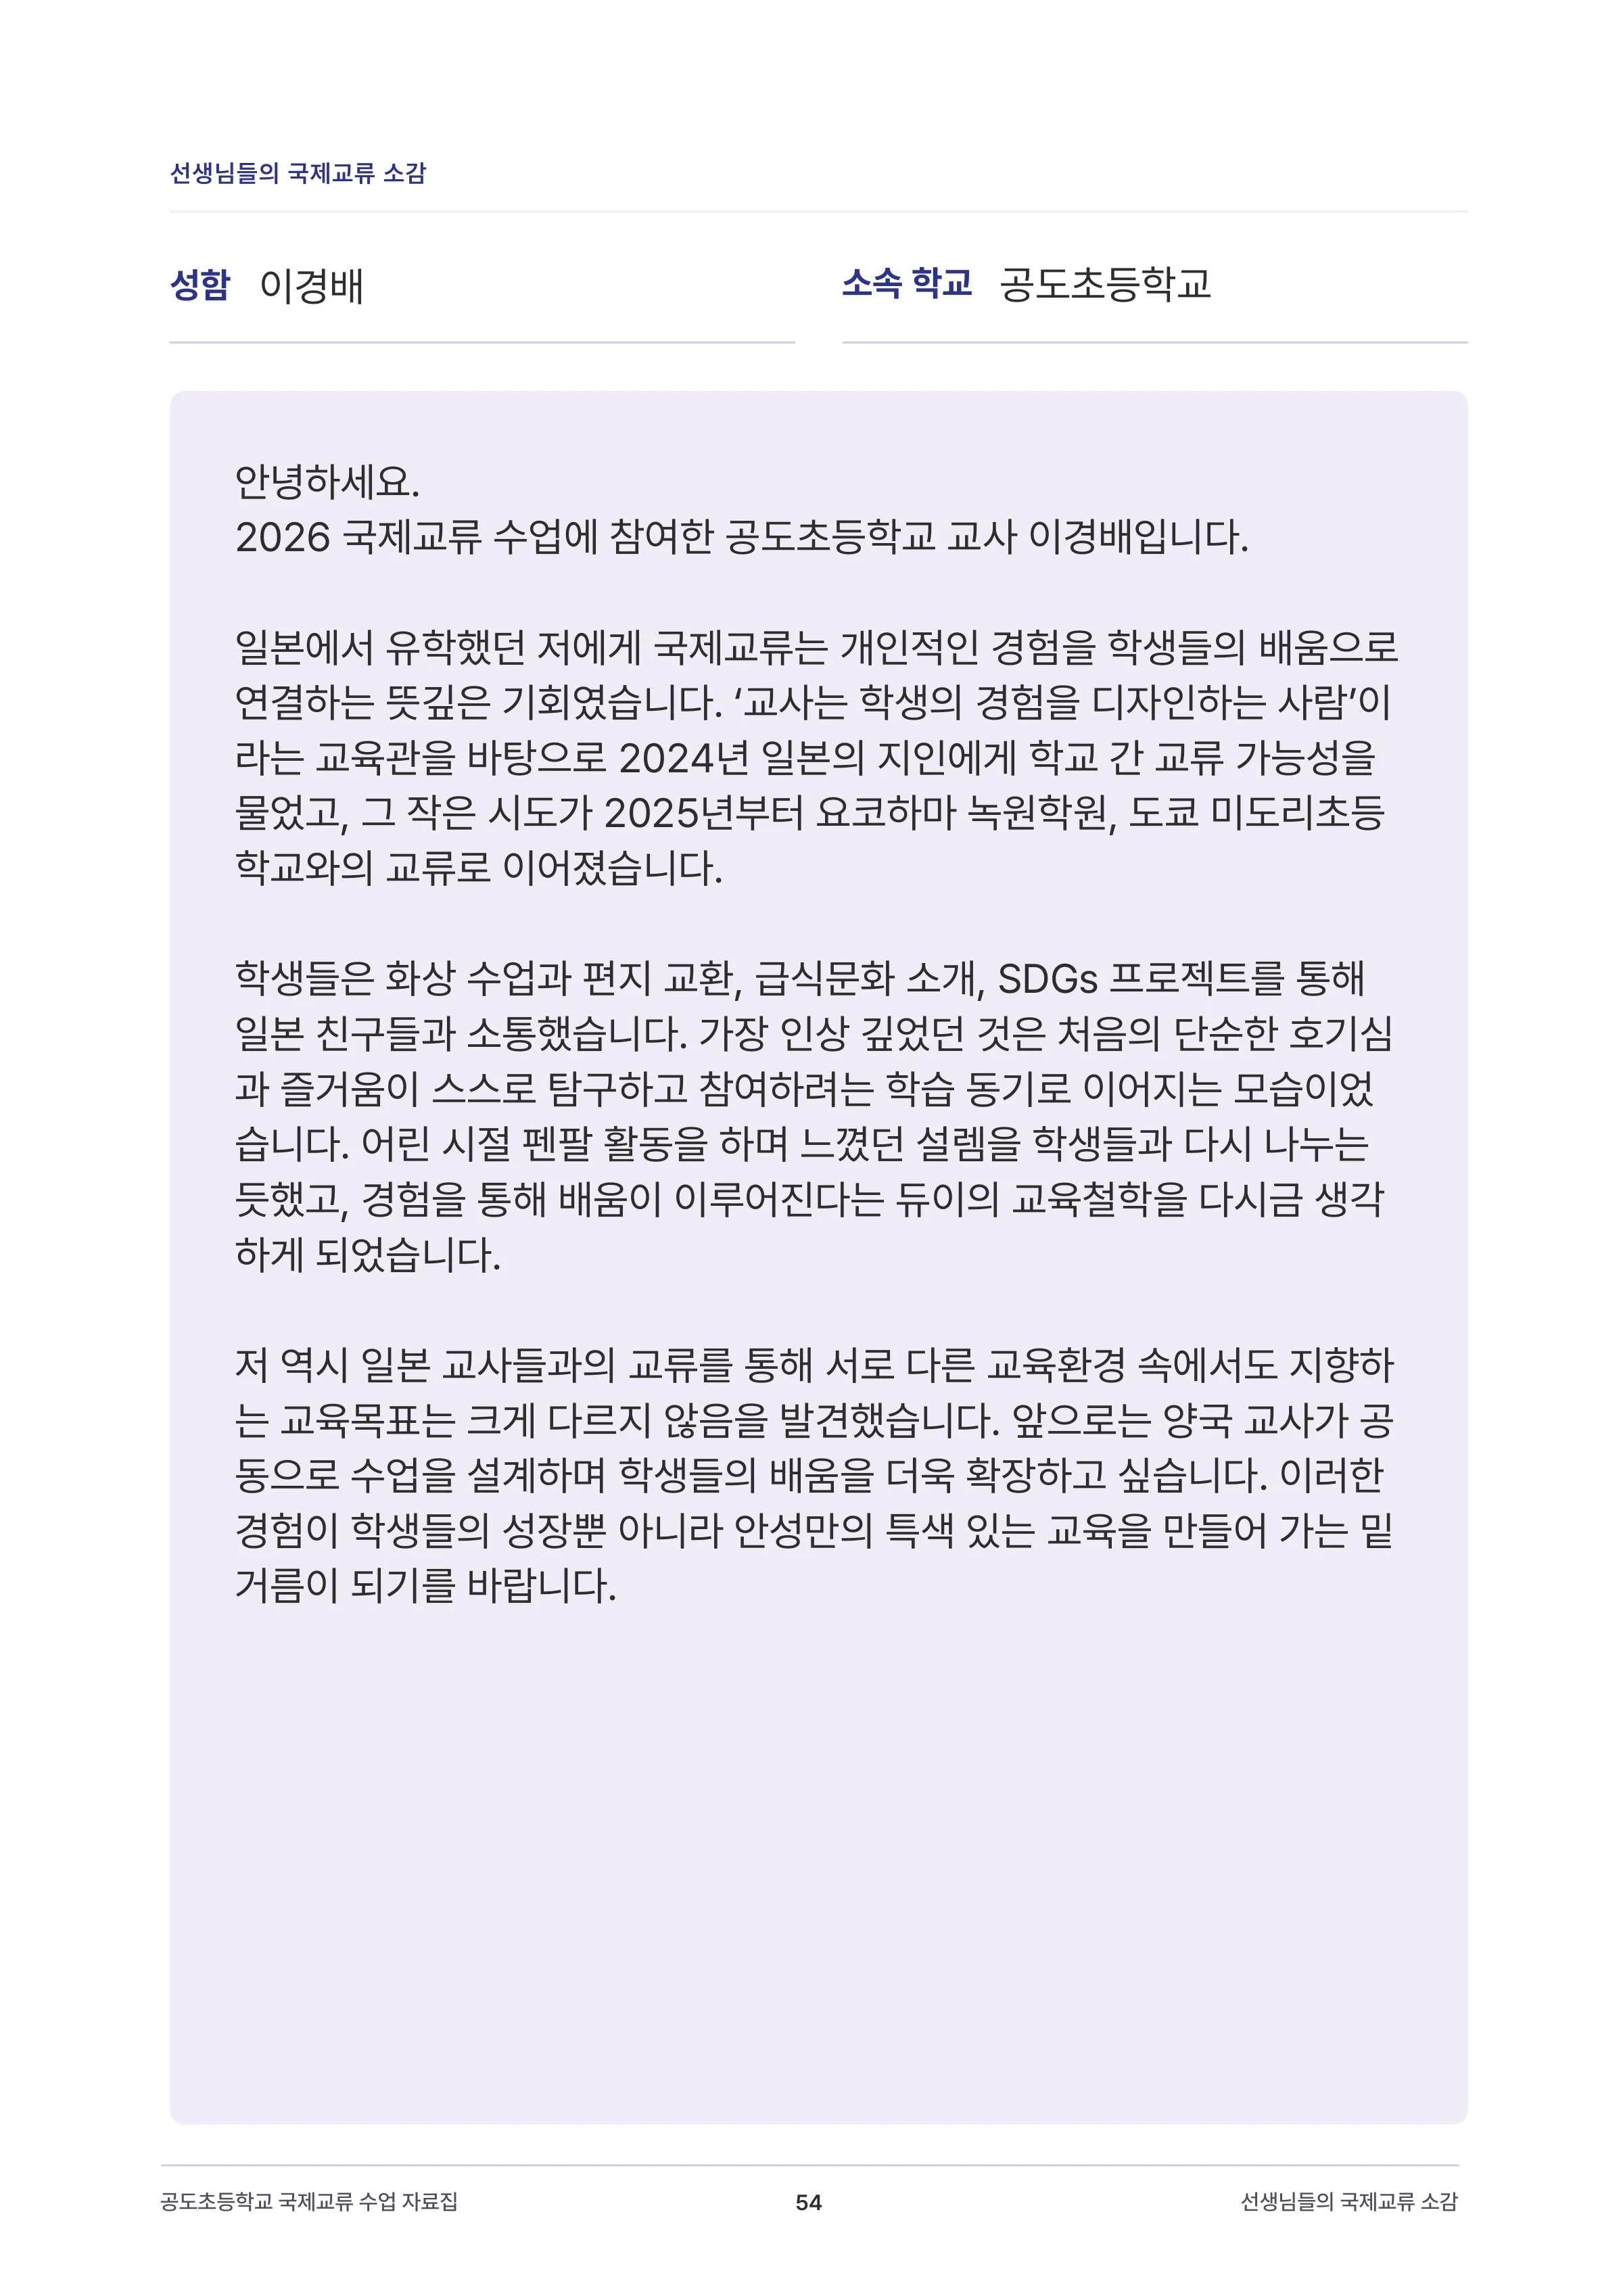 선생님들의 국제교류 소감
성함 이경배
소속 학교 공도초등학교
안녕하세요.
2026 국제교류 수업에 참여한 공도초등학교 교사 이경배입니다.
일본에서 유학했던 저에게 국제교류는 개인적인 경험을 학생들의 배움으로
연결하는 뜻깊은 기회였습니다. ‘교사는 학생의 경험을 디자인하는 사람’이
라는 교육관을 바탕으로 2024년 일본의 지인에게 학교 간 교류 가능성을
물었고, 그 작은 시도가 2025년부터 요코하마 녹원학원, 도쿄 미도리초등
학교와의 교류로 이어졌습니다.
학생들은 화상 수업과 편지 교환, 급식문화 소개, SDGs 프로젝트를 통해
일본 친구들과 소통했습니다. 가장 인상 깊었던 것은 처음의 단순한 호기심
과 즐거움이 스스로 탐구하고 참여하려는 학습 동기로 이어지는 모습이었
습니다. 어린 시절 펜팔 활동을 하며 느꼈던 설렘을 학생들과 다시 나누는
듯했고, 경험을 통해 배움이 이루어진다는 듀이의 교육철학을 다시금 생각
하게 되었습니다.
저 역시 일본 교사들과의 교류를 통해 서로 다른 교육환경 속에서도 지향하
는 교육목표는 크게 다르지 않음을 발견했습니다. 앞으로는 양국 교사가 공
동으로 수업을 설계하며 학생들의 배움을 더욱 확장하고 싶습니다. 이러한
경험이 학생들의 성장뿐 아니라 안성만의 특색 있는 교육을 만들어 가는 밑
거름이 되기를 바랍니다.
공도초등학교 국제교류 수업 자료집
54
선생님들의 국제교류 소감